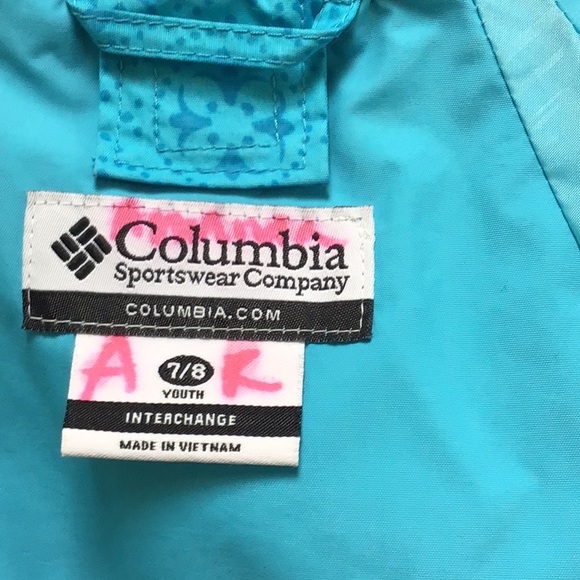 Columbia
Sportswear Company
COLUMBIA.COM
A 7/8 R
YOUTH
INTERCHANGE
MADE IN VIETNAM